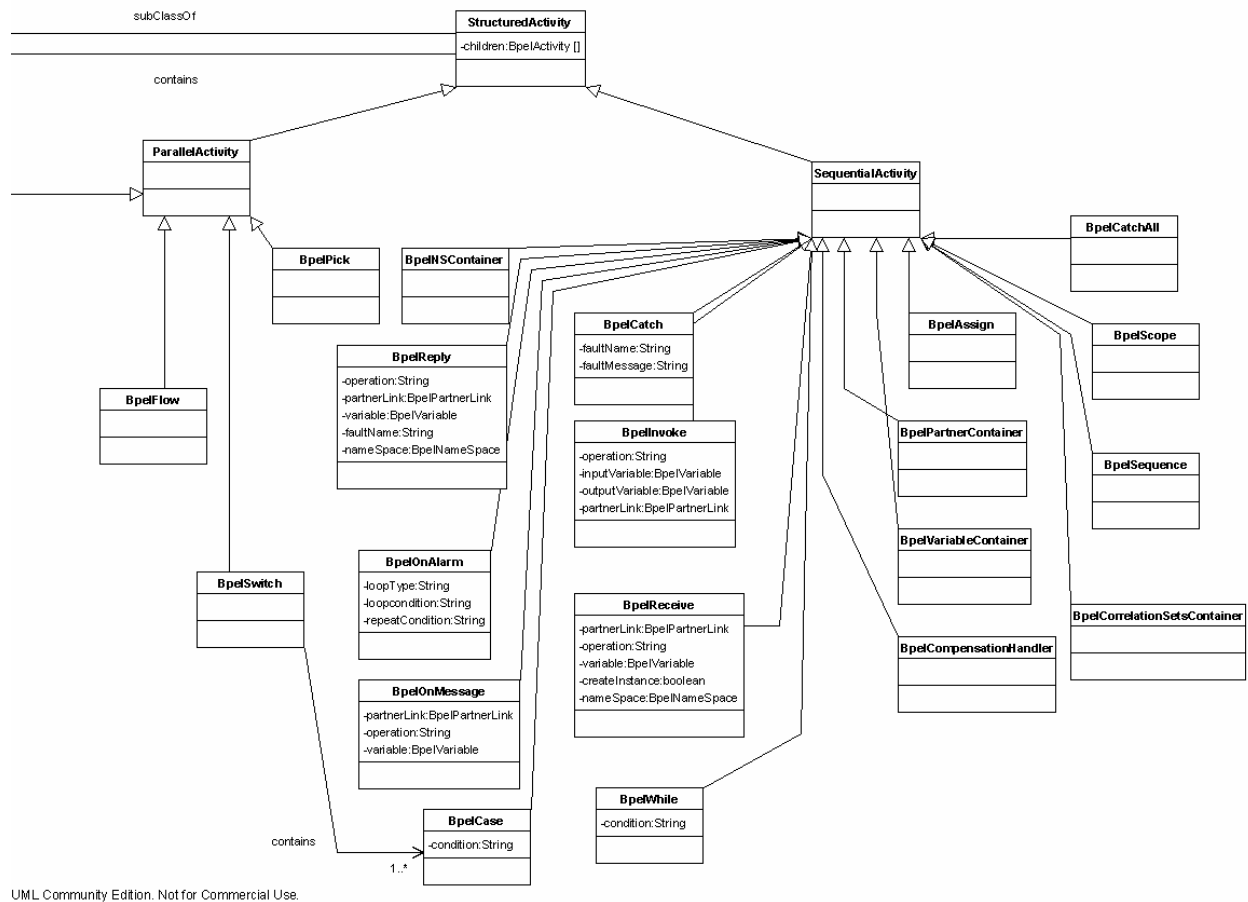 subClassOf
StructuredActivity
-children:BpelActivity []
contains
ParallelActivity
SequentialActivity
BpelCatchAll
BpelPick
BpelNSContainer
BpelCatch
-faultName:String
-faultMessage:String
BpelAssign
BpelScope
BpelReply
-operation:String
-partnerLink:BpelPartnerLink
-variable:BpelVariable
-faultName:String
-nameSpace:BpelNameSpace
BpelFlow
BpelInvoke
-operation:String
-inputVariable:BpelVariable
-outputVariable:BpelVariable
-partnerLink:BpelPartnerLink
BpelPartnerContainer
BpelSequence
BpelVariableContainer
BpelOnAlarm
-loopType:String
-loopcondition:String
-repeatCondition:String
BpelSwitch
BpelReceive
-partnerLink:BpelPartnerLink
-operation:String
-variable:BpelVariable
-createInstance:boolean
-nameSpace:BpelNameSpace
BpelCorrelationSetsContainer
BpelCompensationHandler
BpelOnMessage
-partnerLink:BpelPartnerLink
-operation:String
-variable:BpelVariable
BpelWhile
-condition:String
BpelCase
-condition:String
contains
1..*
UML Community Edition. Not for Commercial Use.